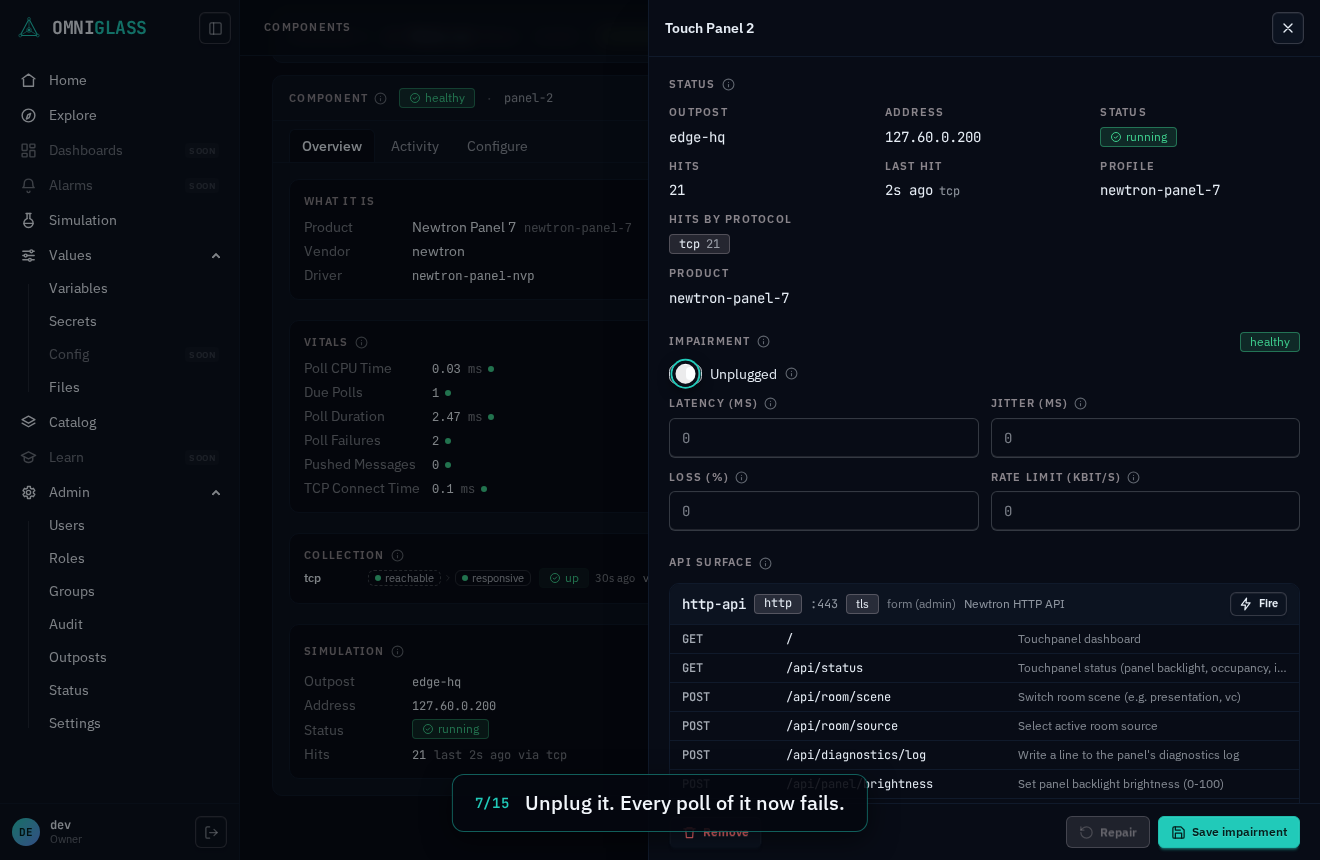 OMNIGLASS
Home
Explore
Dashboards SOON
Alarms SOON
Simulation
Values
Variables
Secrets
Config SOON
Files
Catalog
Learn SOON
Admin
Users
Roles
Groups
Audit
Outposts
Status
Settings
DE dev
Owner
COMPONENTS
COMPONENT healthy · panel-2
Overview Activity Configure
WHAT IT IS
Product Newtron Panel 7 newtron-panel-7
Vendor newtron
Driver newtron-panel-nvp
VITALS
Poll CPU Time 0.03 ms
Due Polls 1
Poll Duration 2.47 ms
Poll Failures 2
Pushed Messages 0
TCP Connect Time 0.1 ms
COLLECTION
tcp reachable responsive up 30s ago
SIMULATION
Outpost edge-hq
Address 127.60.0.200
Status running
Hits 21 last 2s ago via tcp
Touch Panel 2
STATUS
OUTPOST ADDRESS STATUS
edge-hq 127.60.0.200 running
HITS LAST HIT PROFILE
21 2s ago tcp newtron-panel-7
HITS BY PROTOCOL
tcp 21
PRODUCT
newtron-panel-7
IMPAIRMENT healthy
Unplugged
LATENCY (MS) JITTER (MS)
0 0
LOSS (%) RATE LIMIT (KBIT/S)
0 0
API SURFACE
http-api http :443 tls form (admin) Newtron HTTP API Fire
GET / Touchpanel dashboard
GET /api/status Touchpanel status (panel backlight, occupancy, i...
POST /api/room/scene Switch room scene (e.g. presentation, vc)
POST /api/room/source Select active room source
POST /api/diagnostics/log Write a line to the panel's diagnostics log
POST /api/panel/brightness Set panel backlight brightness (0-100)
7/15 Unplug it. Every poll of it now fails.
Remove Repair Save impairment